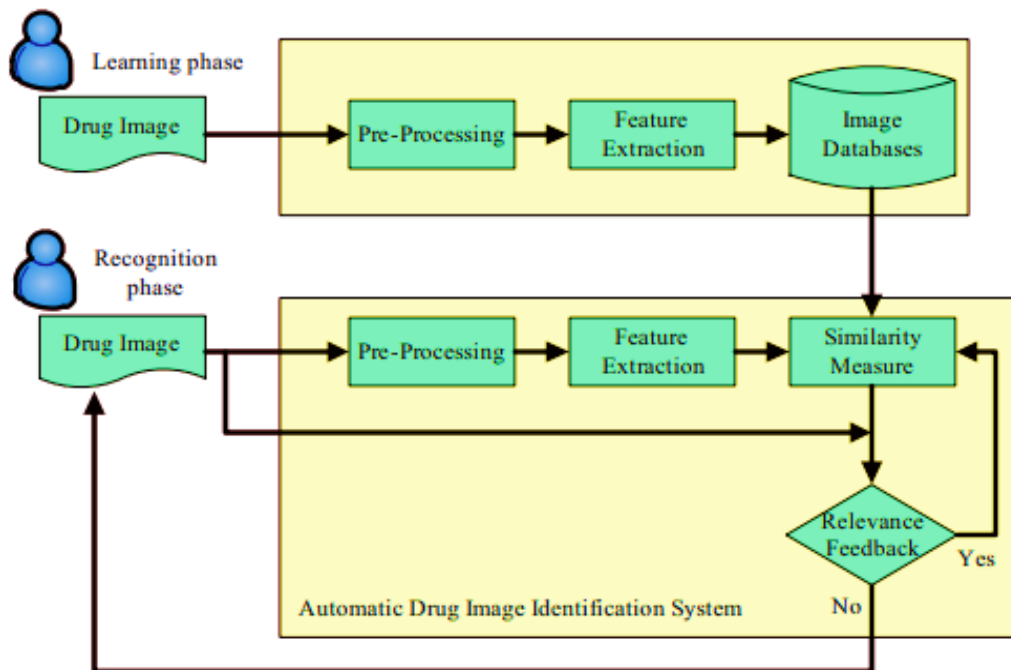 Learning phase
Drug Image
Pre-Processing
Feature
Extraction
Image
Databases
Recognition
phase
Drug Image
Pre-Processing
Feature
Extraction
Similarity
Measure
Relevance
Feedback
Yes
No
Automatic Drug Image Identification System